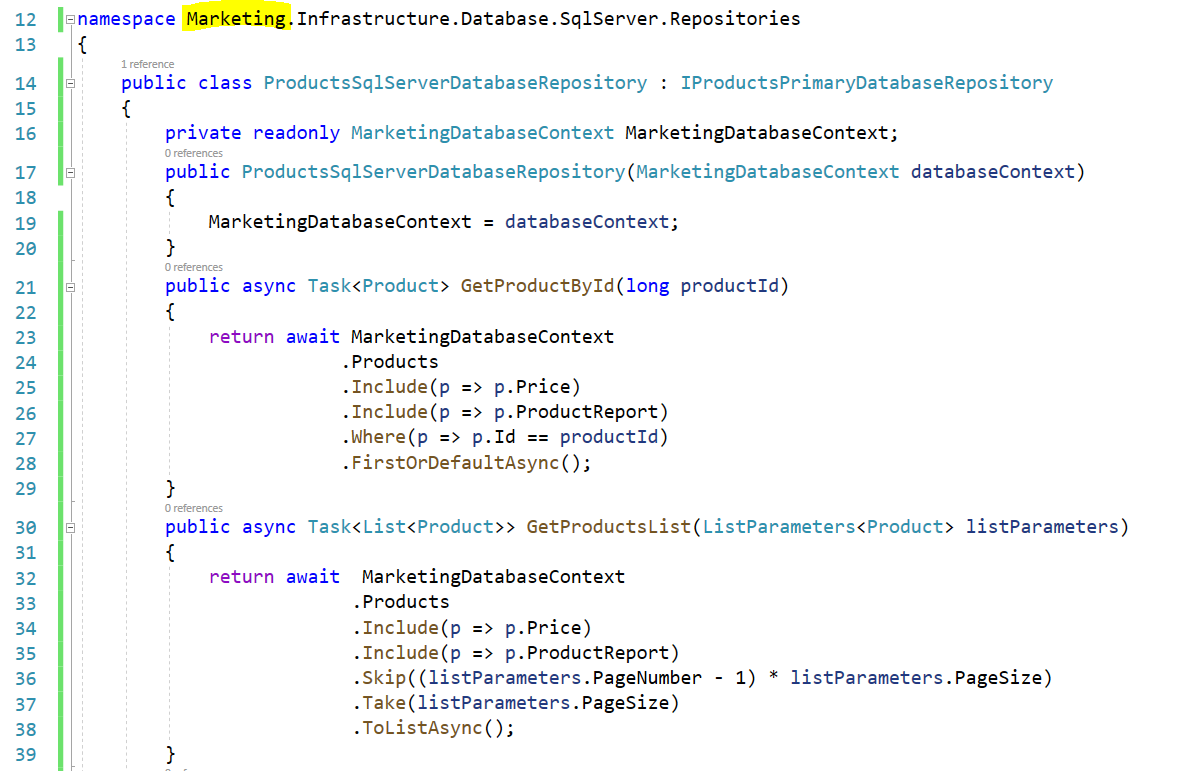 12 namespace Marketing.Infrastructure.Database.SqlServer.Repositories
13 {
1 reference
14 public class ProductsSqlServerDatabaseRepository : IProductsPrimaryDatabaseRepository
15 {
16 private readonly MarketingDatabaseContext MarketingDatabaseContext;
0 references
17 public ProductsSqlServerDatabaseRepository(MarketingDatabaseContext databaseContext)
18 {
19 MarketingDatabaseContext = databaseContext;
20 }
0 references
21 public async Task<Product> GetProductById(long productId)
22 {
23 return await MarketingDatabaseContext
24 .Products
25 .Include(p => p.Price)
26 .Include(p => p.ProductReport)
27 .Where(p => p.Id == productId)
28 .FirstOrDefaultAsync();
29 }
0 references
30 public async Task<List<Product>> GetProductsList(ListParameters<Product> listParameters)
31 {
32 return await  MarketingDatabaseContext
33 .Products
34 .Include(p => p.Price)
35 .Include(p => p.ProductReport)
36 .Skip((listParameters.PageNumber - 1) * listParameters.PageSize)
37 .Take(listParameters.PageSize)
38 .ToListAsync();
39 }